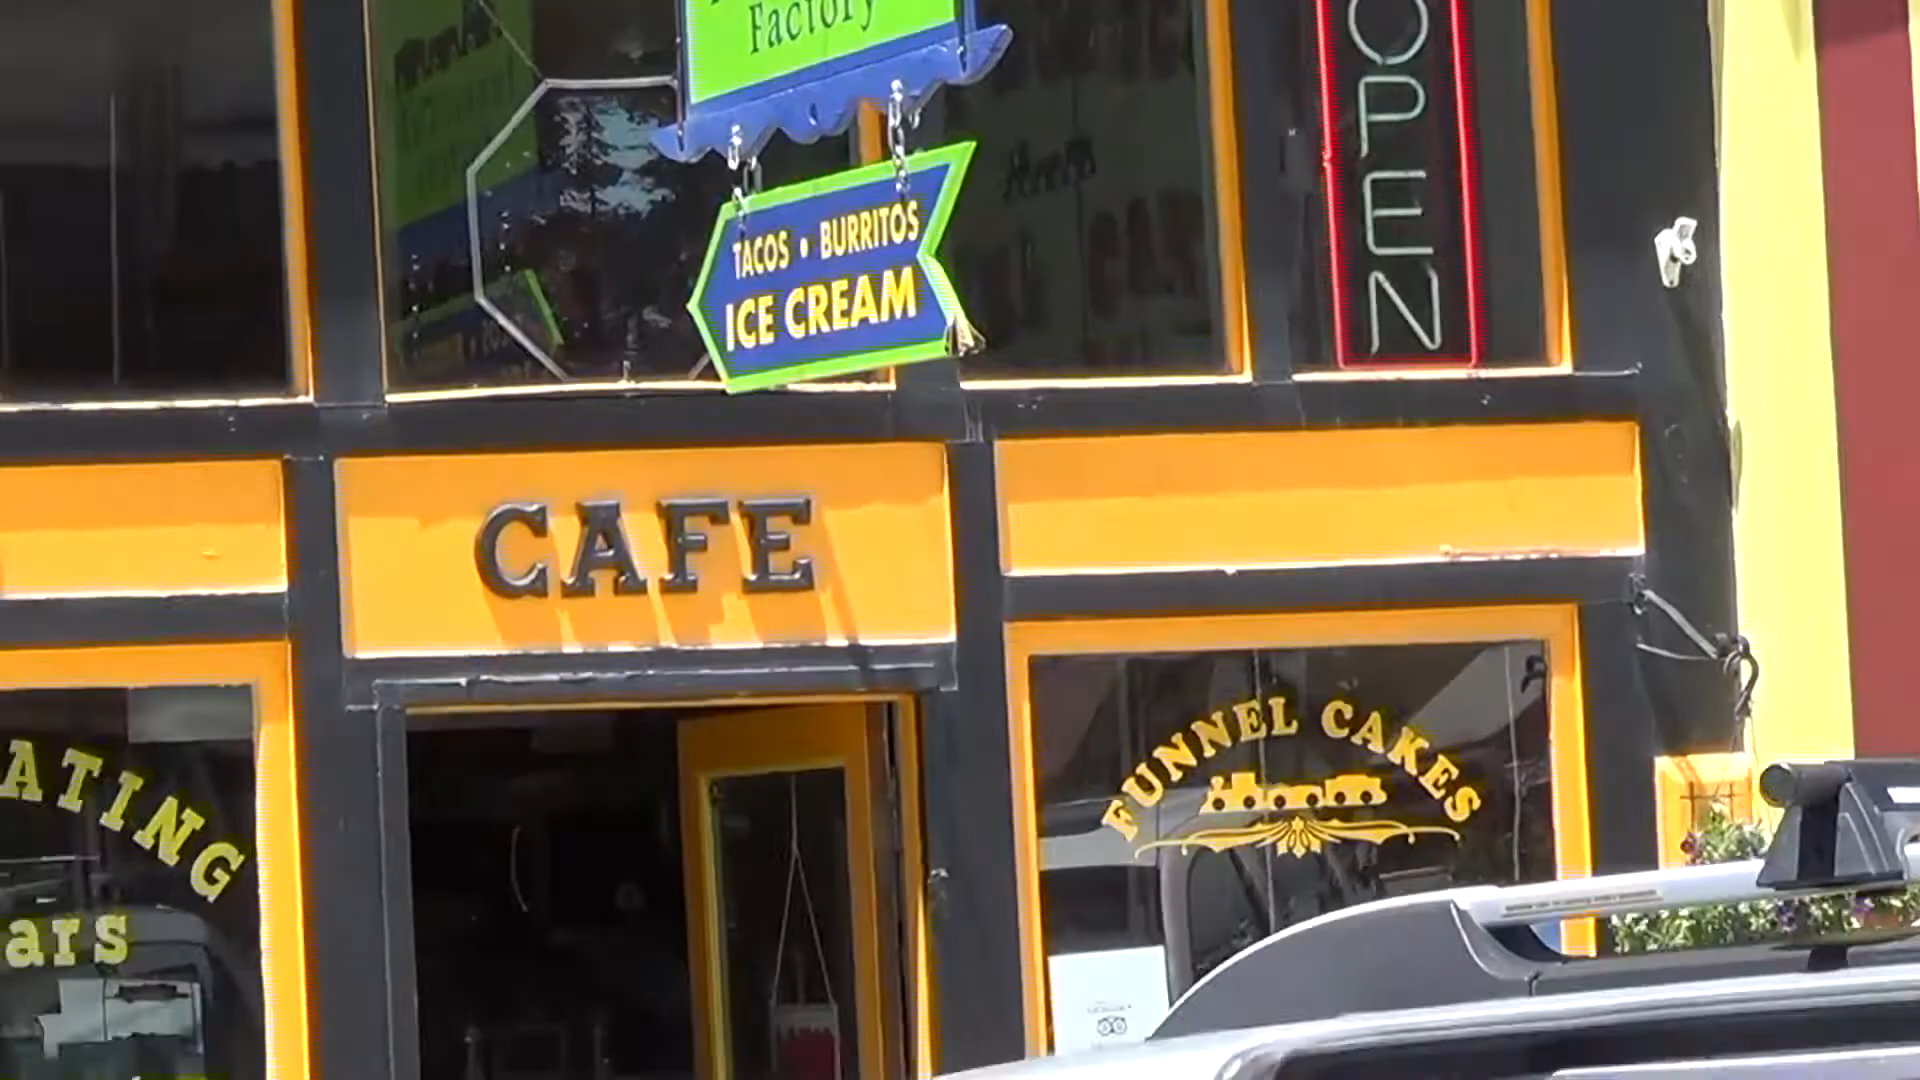 Factory
OPEN
TACOS • BURRITOS
ICE CREAM
CAFE
FUNNEL CAKES
ATING
ars